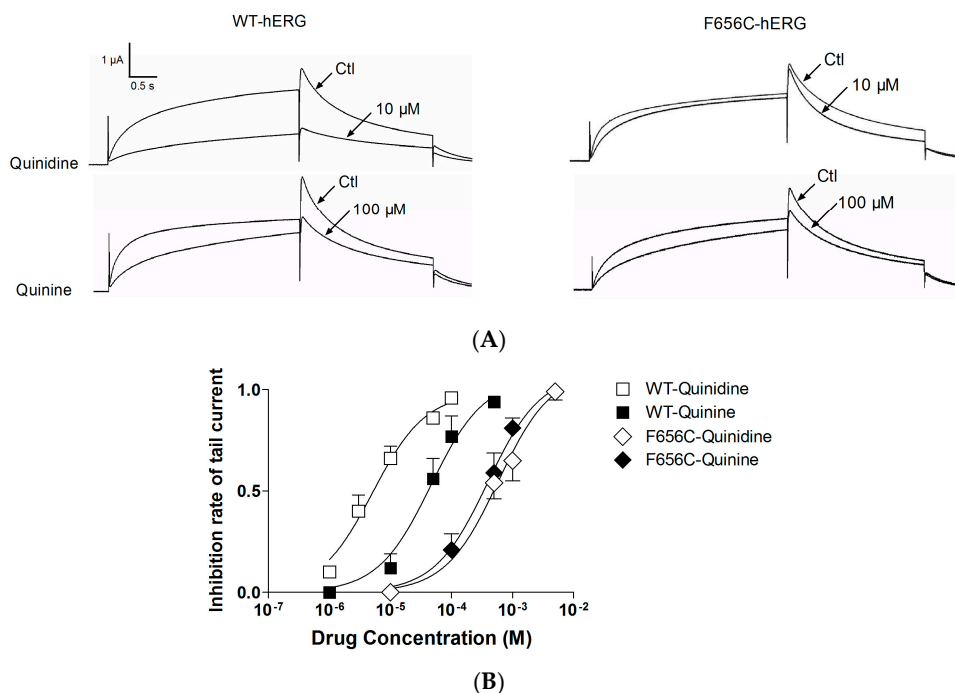 WT-hERG
F656C-hERG
1 µA
0.5 s
Ctl
10 µM
Ctl
10 µM
Quinidine
Ctl
100 µM
Ctl
100 µM
Quinine
(A)
Inhibition rate of tail current
1.0
0.5
0.0
10-7
10-6
10-5
10-4
10-3
10-2
Drug Concentration (M)
WT-Quinidine
WT-Quinine
F656C-Quinidine
F656C-Quinine
(B)